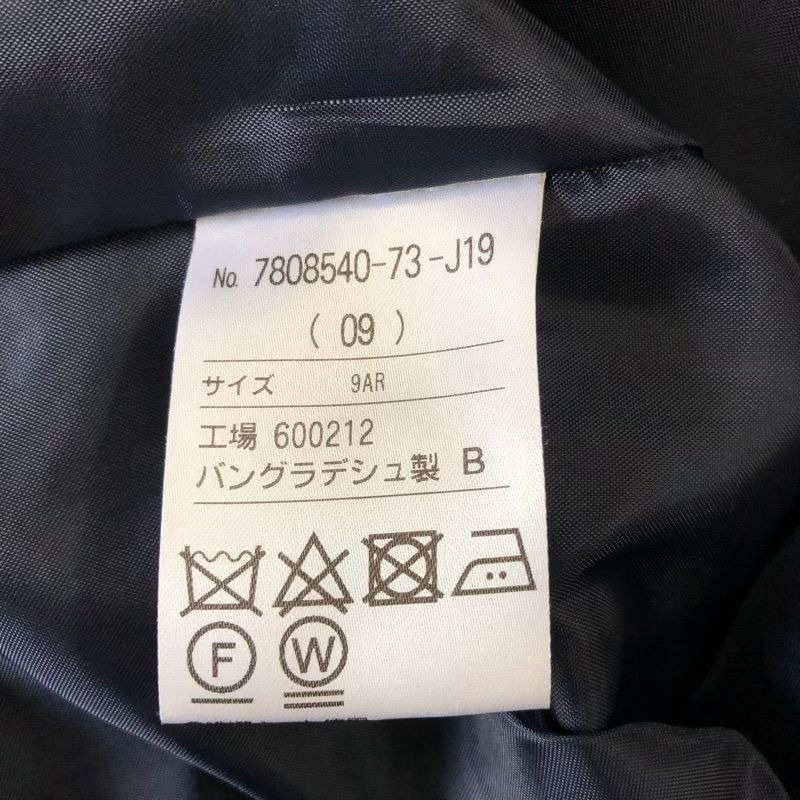 No. 7808540-73-J19
( 09 )
サイズ 9AR
工場 600212
バングラデシュ製 B
F W